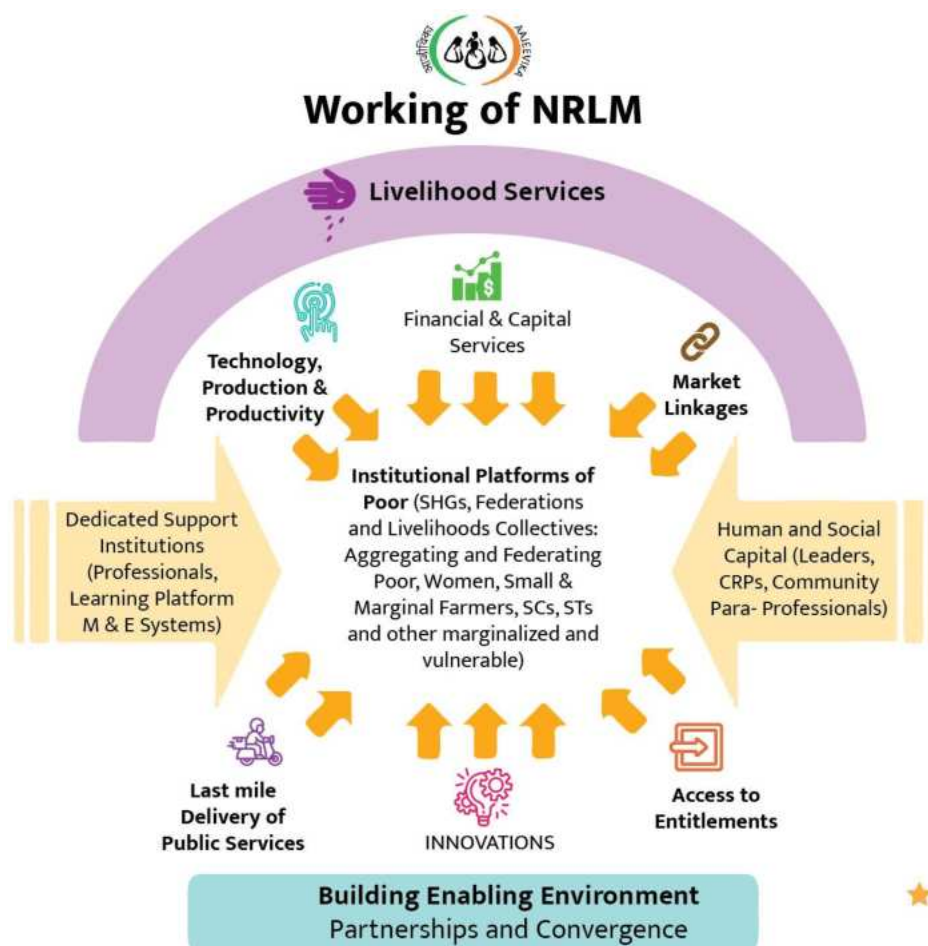 आजीविका
AAJEEVIKA
Working of NRLM
Livelihood Services
Financial & Capital
Services
Technology,
Production &
Productivity
Market
Linkages
Institutional Platforms of
Poor (SHGs, Federations
and Livelihoods Collectives:
Aggregating and Federating
Poor, Women, Small &
Marginal Farmers, SCs, STs
and other marginalized and
vulnerable)
Dedicated Support
Institutions
(Professionals,
Learning Platform
M & E Systems)
Human and Social
Capital (Leaders,
CRPs, Community
Para- Professionals)
Last mile
Delivery of
Public Services
INNOVATIONS
Access to
Entitlements
Building Enabling Environment
Partnerships and Convergence